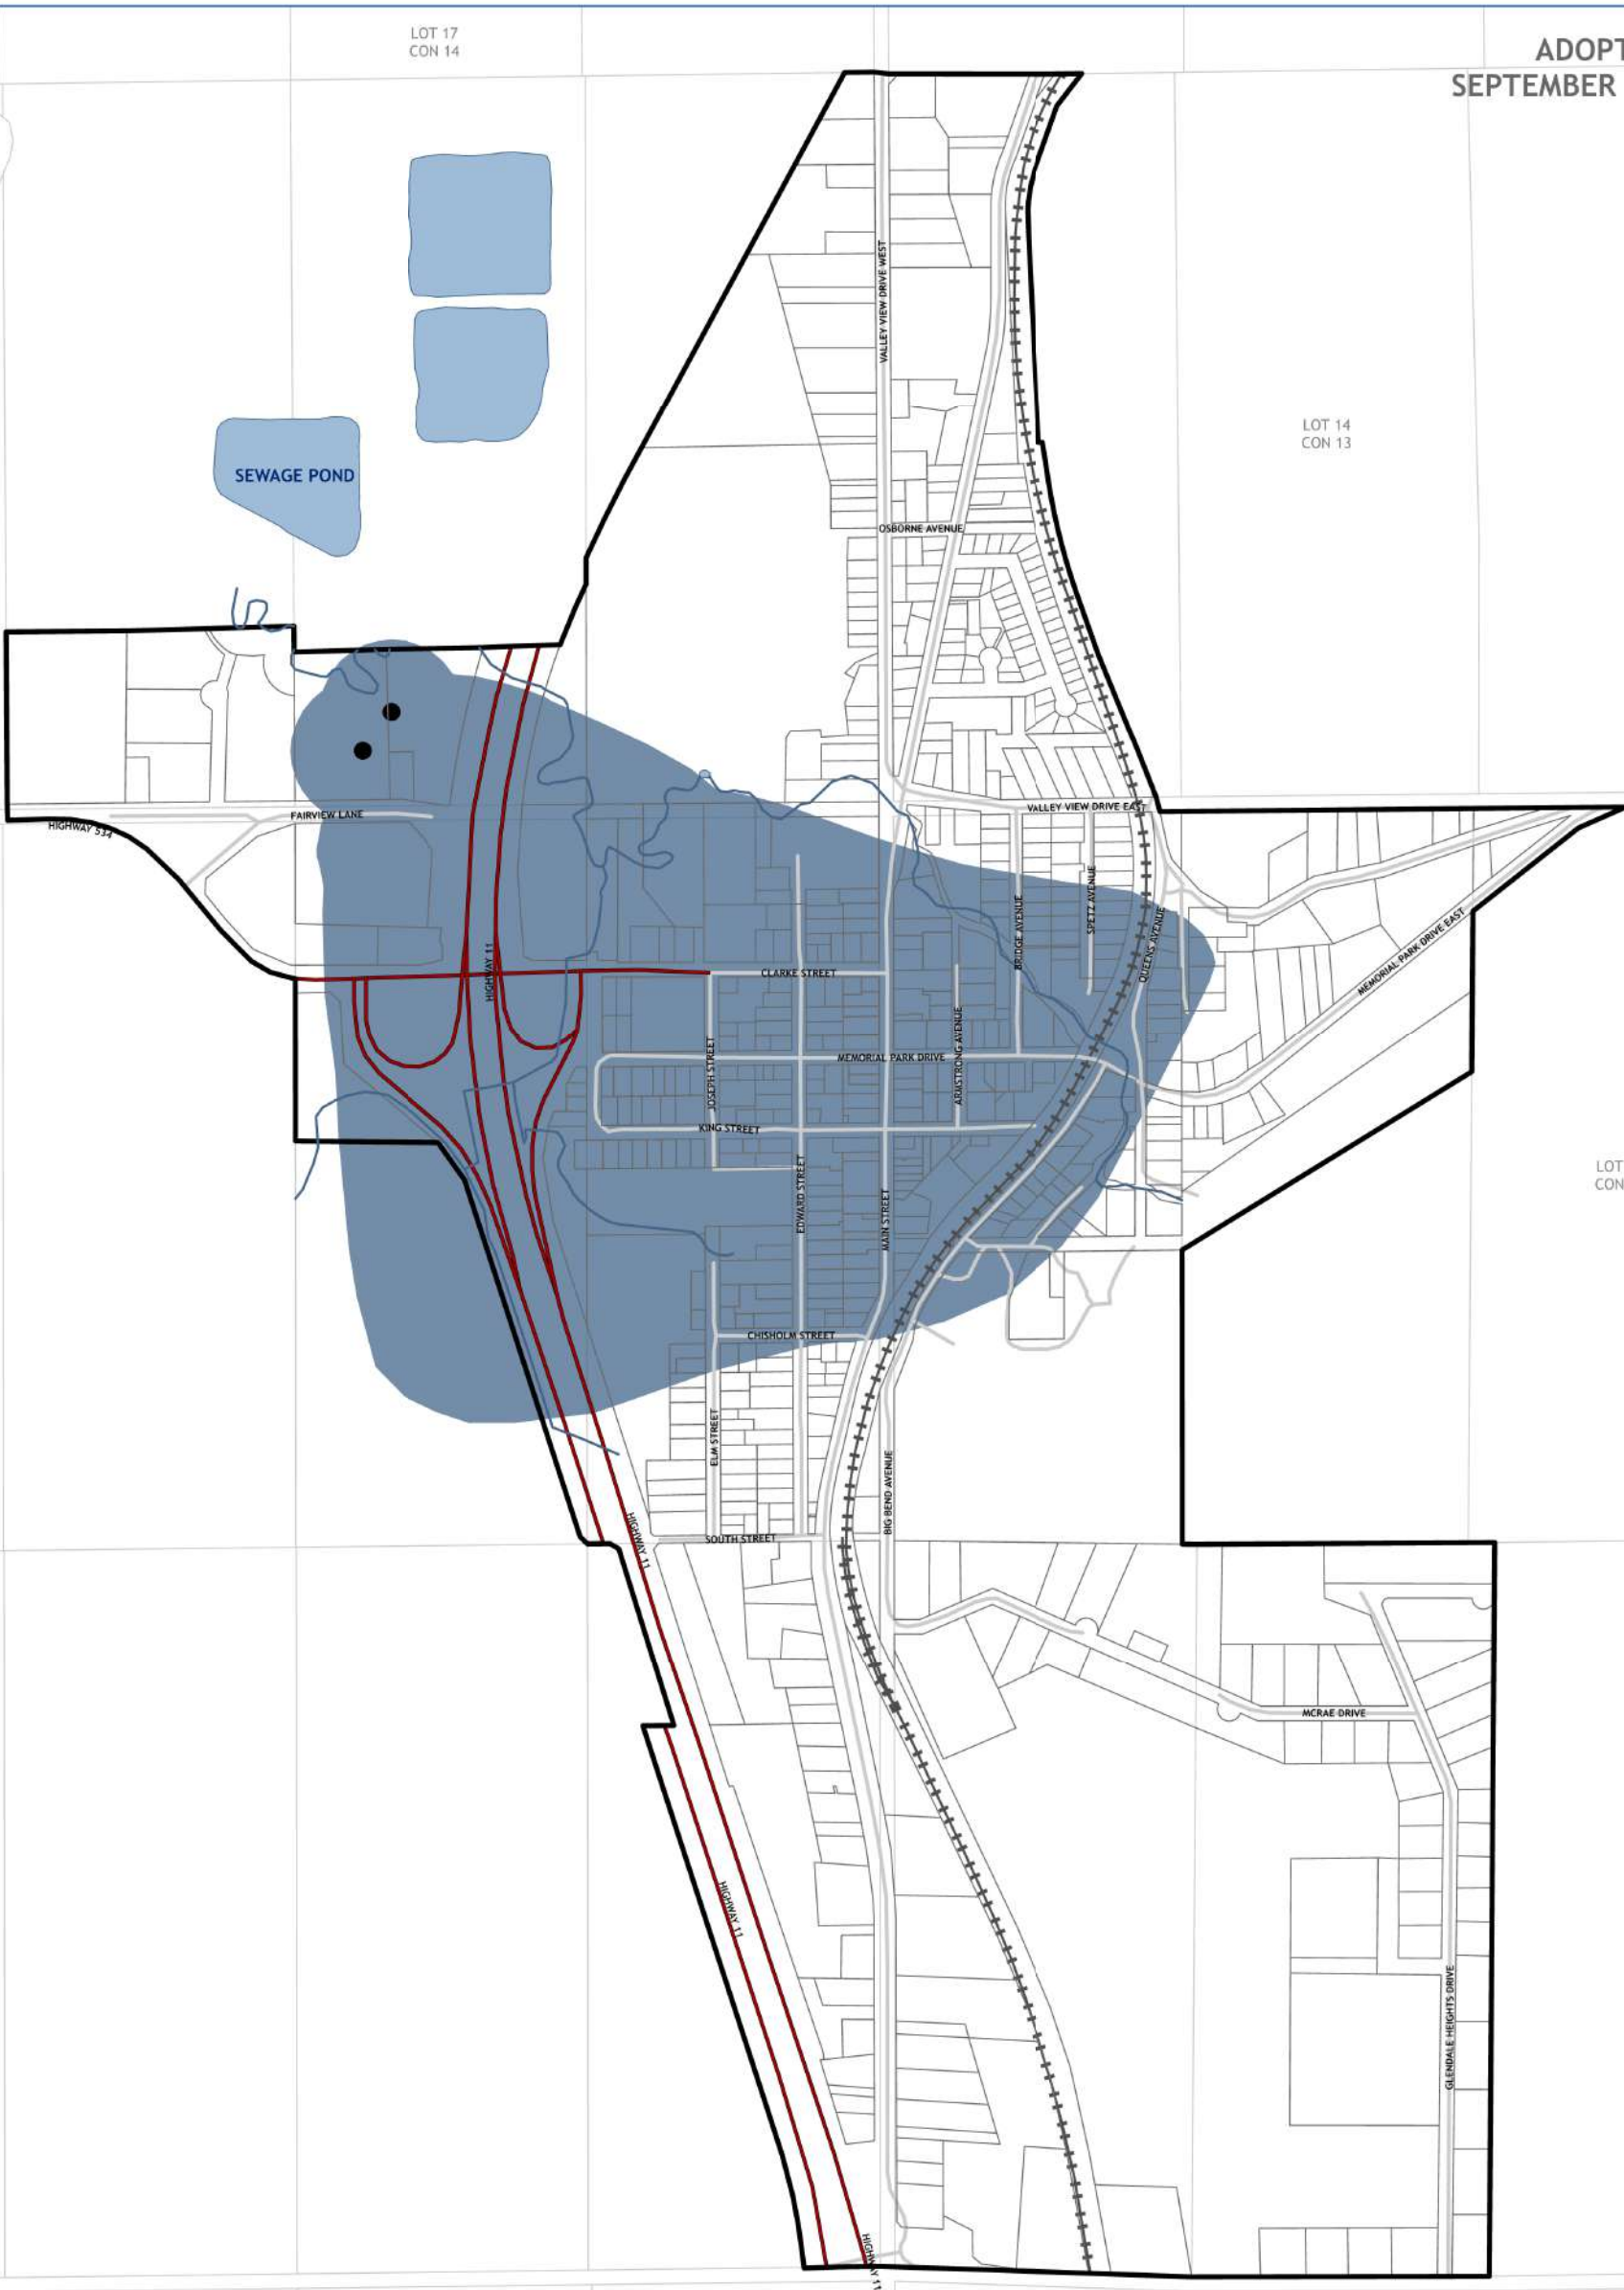 LOT 17
CON 14
ADOPT
SEPTEMBER
VALLEY VIEW DRIVE WEST
LOT 14
CON 13
SEWAGE POND
OSBORNE AVENUE
VALLEY VIEW DRIVE EAST
FAIRVIEW LANE
HIGHWAY 534
SPETZ AVENUE
BRIDGE AVENUE
QUEENS AVENUE
MEMORIAL PARK DRIVE EAST
HIGHWAY 11
CLARKE STREET
MEMORIAL PARK DRIVE
ARMSTRONG AVENUE
JOSEPH STREET
KING STREET
LOT
CON
EDWARD STREET
MAIN STREET
CHISHOLM STREET
ELM STREET
BIG BEND AVENUE
HIGHWAY 11
SOUTH STREET
MCRAE DRIVE
HIGHWAY 11
GLENDALE HEIGHTS DRIVE
HIGHWAY 11